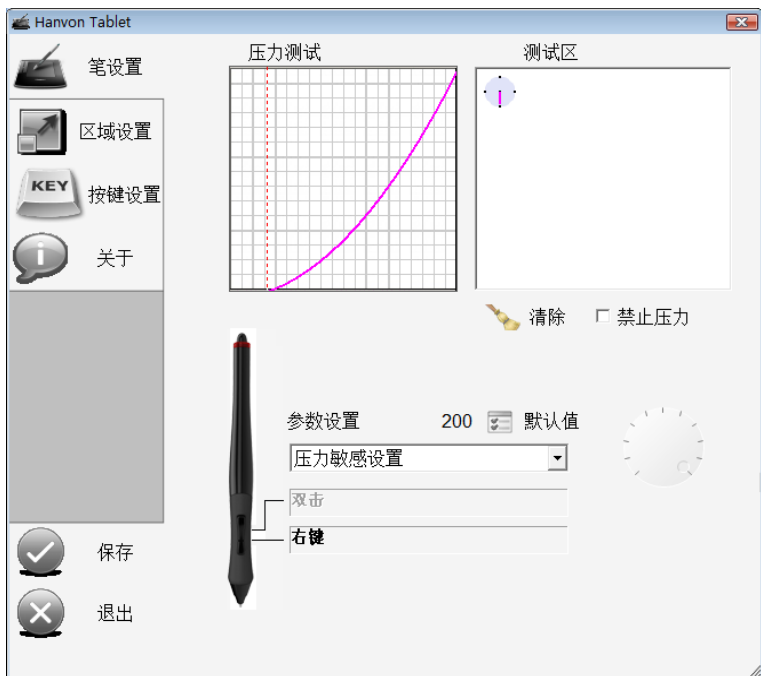 Hanvon Tablet
笔设置
区域设置
KEY
按键设置
关于
保存
退出
压力测试
测试区
清除
禁止压力
参数设置
200
默认值
压力敏感设置
双击
右键